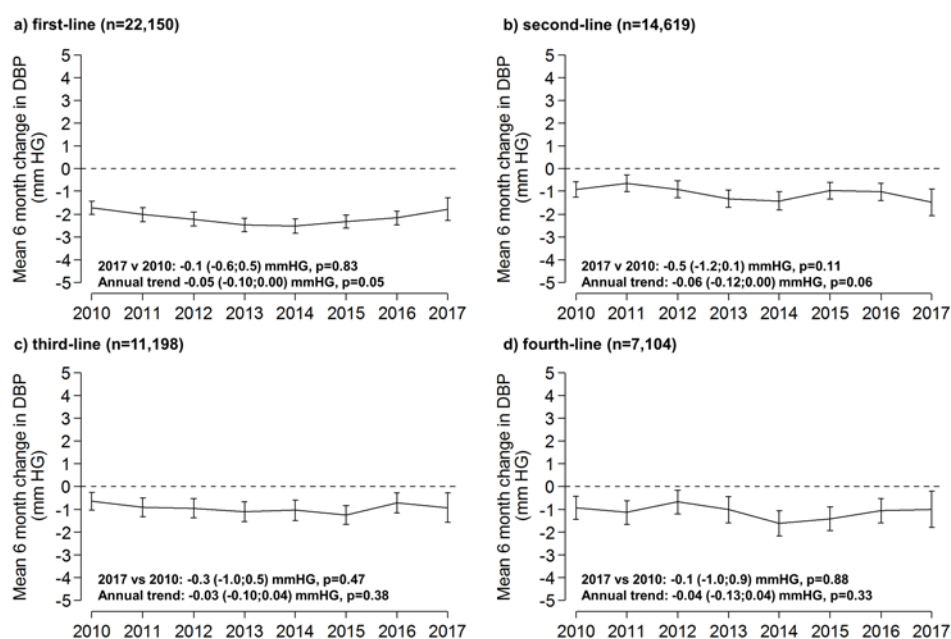 a) first-line (n=22,150)
Mean 6 month change in DBP
(mm HG)
5
4
3
2
1
0
-1
-2
-3
-4
-5
2017 v 2010: -0.1 (-0.6;0.5) mmHG, p=0.83
Annual trend -0.05 (-0.10;0.00) mmHG, p=0.05
2010 2011 2012 2013 2014 2015 2016 2017
b) second-line (n=14,619)
Mean 6 month change in DBP
(mm HG)
5
4
3
2
1
0
-1
-2
-3
-4
-5
2017 v 2010: -0.5 (-1.2;0.1) mmHG, p=0.11
Annual trend: -0.06 (-0.12;0.00) mmHG, p=0.06
2010 2011 2012 2013 2014 2015 2016 2017
c) third-line (n=11,198)
Mean 6 month change in DBP
(mm HG)
5
4
3
2
1
0
-1
-2
-3
-4
-5
2017 vs 2010: -0.3 (-1.0;0.5) mmHG, p=0.47
Annual trend: -0.03 (-0.10;0.04) mmHG, p=0.38
2010 2011 2012 2013 2014 2015 2016 2017
d) fourth-line (n=7,104)
Mean 6 month change in DBP
(mm HG)
5
4
3
2
1
0
-1
-2
-3
-4
-5
2017 vs 2010: -0.1 (-1.0;0.9) mmHG, p=0.88
Annual trend: -0.04 (-0.13;0.04) mmHG, p=0.33
2010 2011 2012 2013 2014 2015 2016 2017